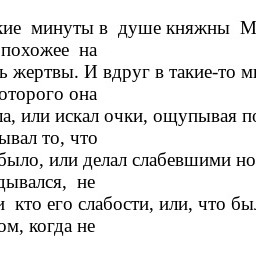 кие минуты в душе княжны М
похожее на
ь жертвы. И вдруг в такие-то м
оторого она
ла, или искал очки, ощупывая по
ывал то, что
было, или делал слабевшими но
дывался, не
и кто его слабости, или, что бы
ом, когда не